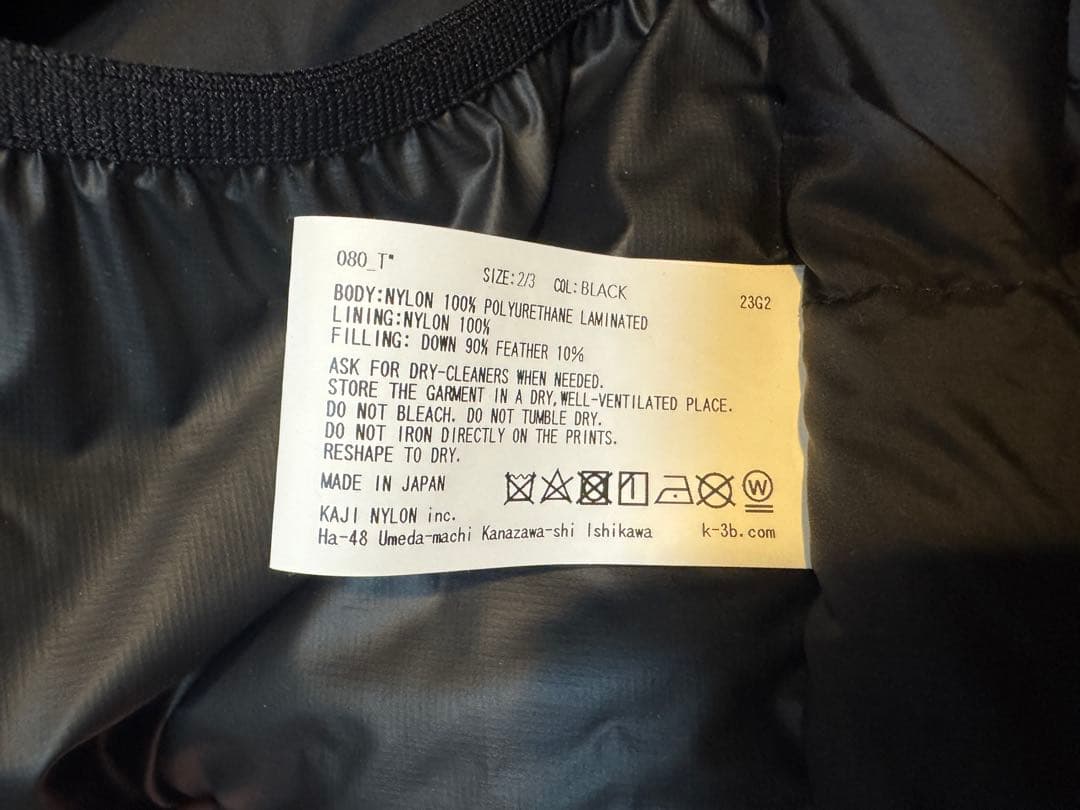 080_T*
SIZE:2/3 COL:BLACK 23G2
BODY:NYLON 100% POLYURETHANE LAMINATED
LINING:NYLON 100%
FILLING: DOWN 90% FEATHER 10%
ASK FOR DRY-CLEANERS WHEN NEEDED.
STORE THE GARMENT IN A DRY,WELL-VENTILATED PLACE.
DO NOT BLEACH. DO NOT TUMBLE DRY.
DO NOT IRON DIRECTLY ON THE PRINTS.
RESHAPE TO DRY.
MADE IN JAPAN
W
KAJI NYLON inc.
Ha-48 Umeda-machi Kanazawa-shi Ishikawa k-3b.com